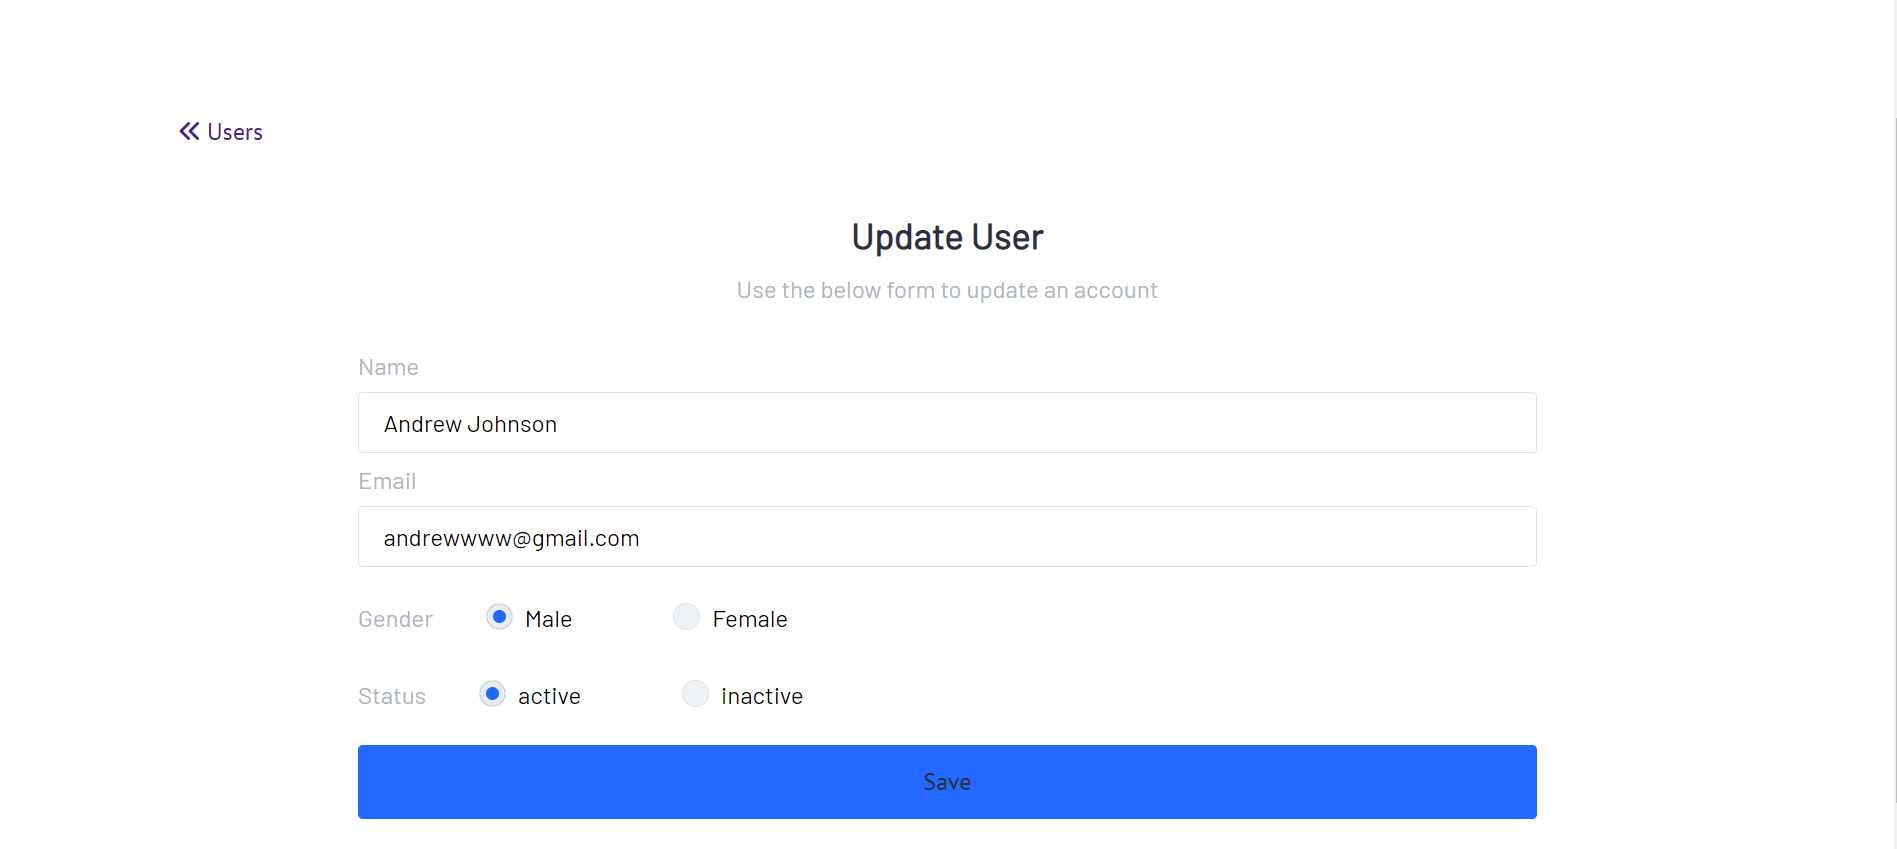 Users
Update User
Use the below form to update an account
Name
Andrew Johnson
Email
andrewwww@gmail.com
Gender Male Female
Status active inactive
Save